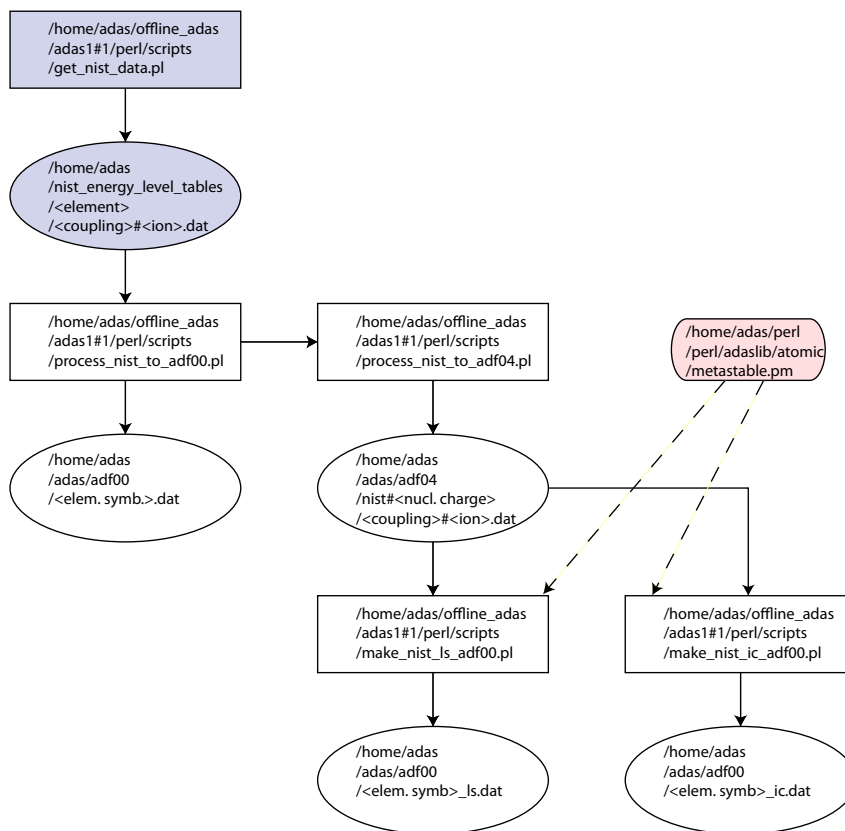 /home/adas/offline_adas
/adas1#1/perl/scripts
/get_nist_data.pl
/home/adas
/nist_energy_level_tables
/<element>
/<coupling>#<ion>.dat
/home/adas/offline_adas
/adas1#1/perl/scripts
/process_nist_to_adf00.pl
/home/adas/offline_adas
/adas1#1/perl/scripts
/process_nist_to_adf04.pl
/home/adas/perl
/perl/adaslib/atomic
/metastable.pm
/home/adas
/adas/adf00
/<elem. symb.>.dat
/home/adas
/adas/adf04
/nist#<nucl. charge>
/<coupling>#<ion>.dat
/home/adas/offline_adas
/adas1#1/perl/scripts
/make_nist_ls_adf00.pl
/home/adas/offline_adas
/adas1#1/perl/scripts
/make_nist_ic_adf00.pl
/home/adas
/adas/adf00
/<elem. symb>_ls.dat
/home/adas
/adas/adf00
/<elem. symb>_ic.dat